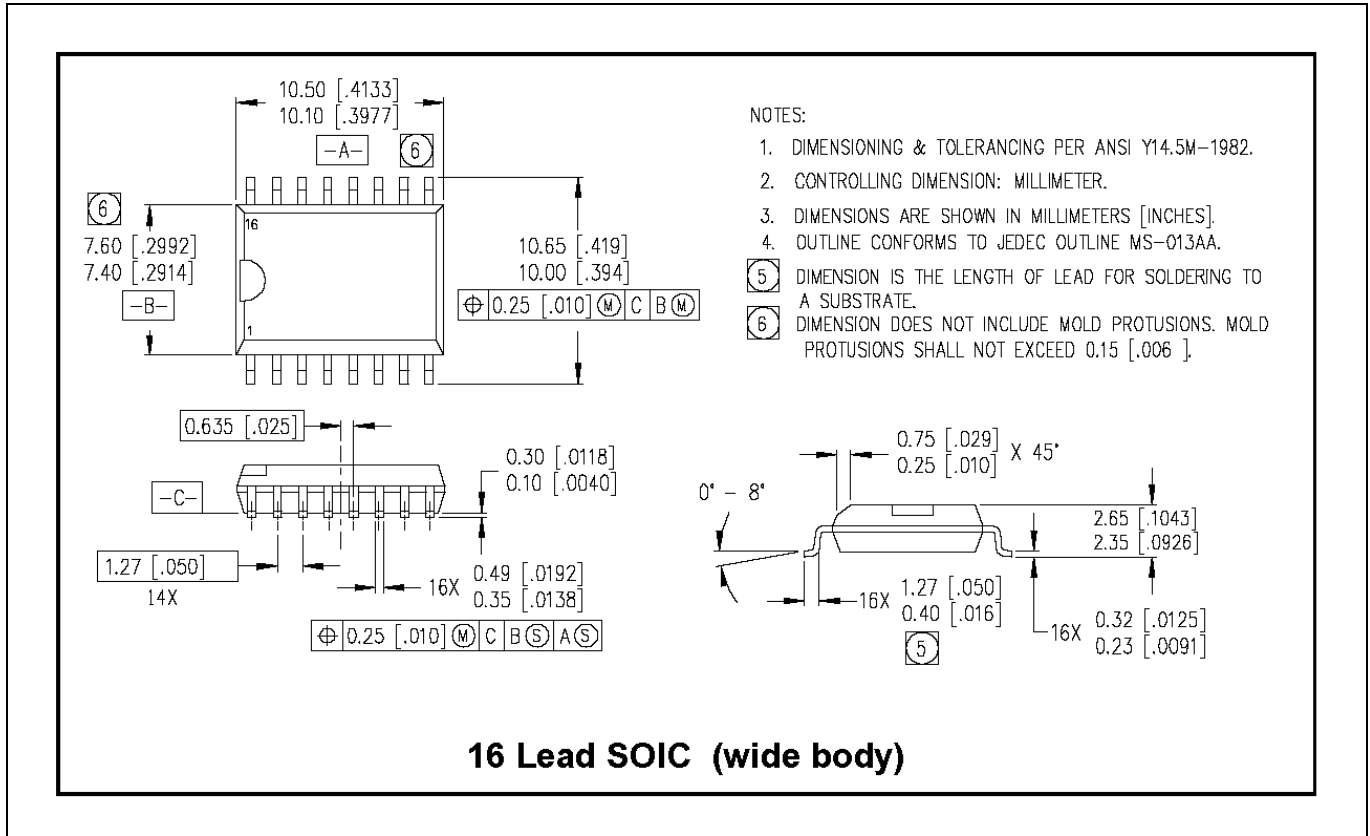 10.50 [.4133]
10.10 [.3977]
-A-
6
6
7.60 [.2992]
7.40 [.2914]
-B-
16
1
10.65 [.419]
10.00 [.394]
⌖ 0.25 [.010] Ⓜ C B Ⓜ
NOTES:
1. DIMENSIONING & TOLERANCING PER ANSI Y14.5M-1982.
2. CONTROLLING DIMENSION: MILLIMETER.
3. DIMENSIONS ARE SHOWN IN MILLIMETERS [INCHES].
4. OUTLINE CONFORMS TO JEDEC OUTLINE MS-013AA.
5 DIMENSION IS THE LENGTH OF LEAD FOR SOLDERING TO
A SUBSTRATE.
6 DIMENSION DOES NOT INCLUDE MOLD PROTUSIONS. MOLD
PROTUSIONS SHALL NOT EXCEED 0.15 [.006 ].
0.635 [.025]
0.30 [.0118]
0.10 [.0040]
-C-
1.27 [.050]
14X
16X 0.49 [.0192]
0.35 [.0138]
⌖ 0.25 [.010] Ⓜ C B Ⓢ A Ⓢ
0.75 [.029]
0.25 [.010]
X 45°
0° - 8°
2.65 [.1043]
2.35 [.0926]
16X 1.27 [.050]
0.40 [.016]
5
16X 0.32 [.0125]
0.23 [.0091]
16 Lead SOIC (wide body)